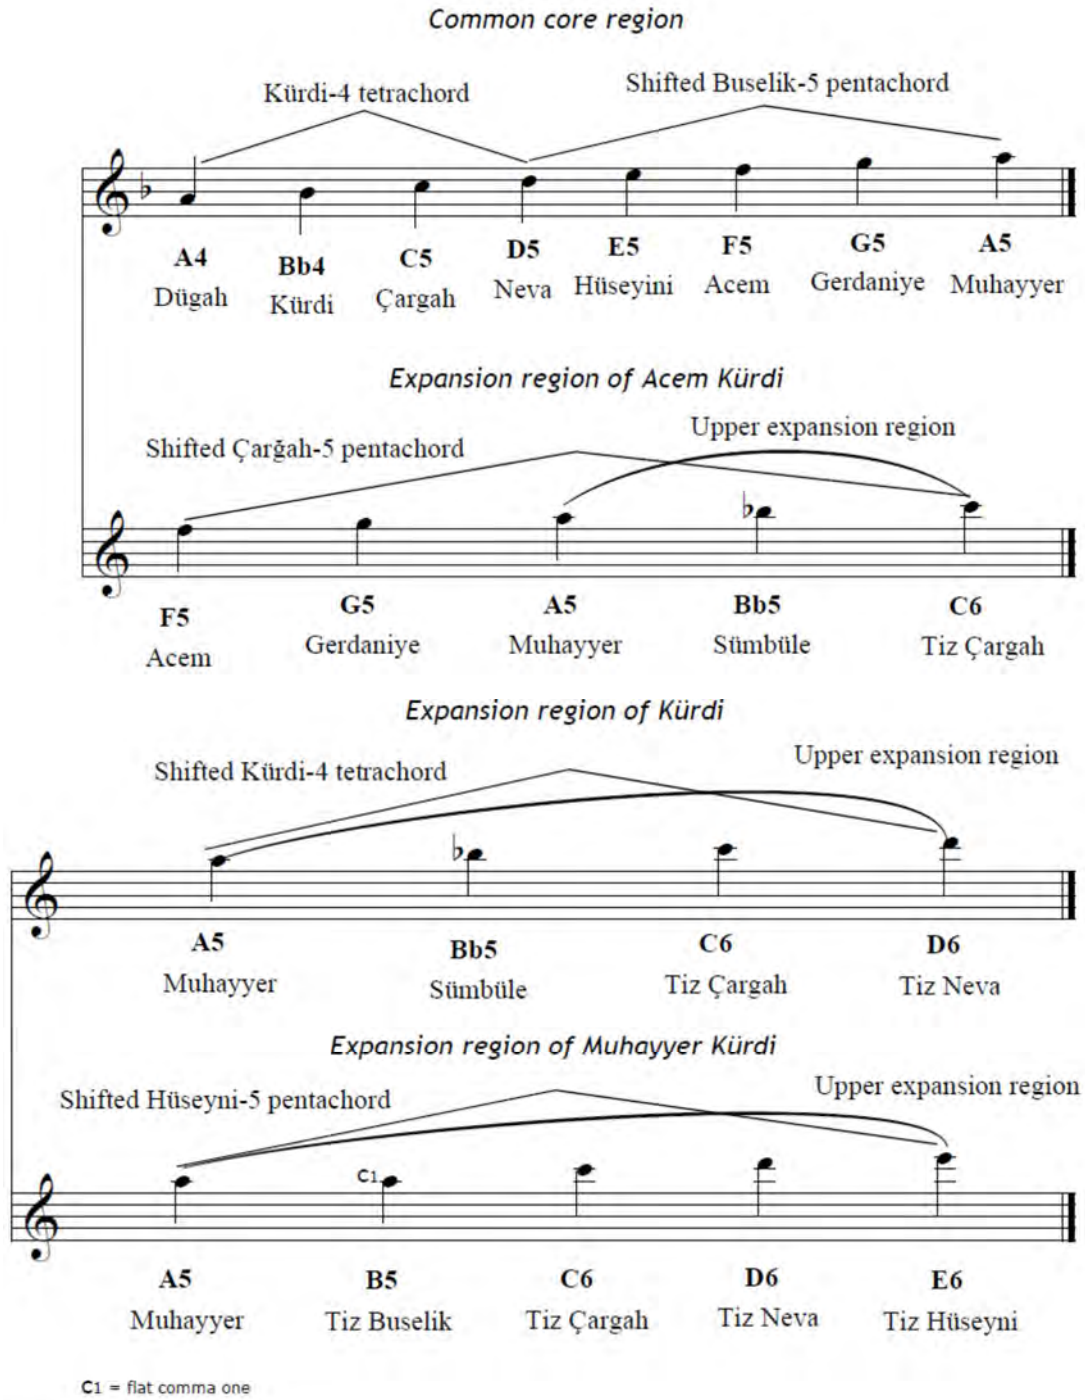 Common core region
Kürdi-4 tetrachord
Shifted Buselik-5 pentachord
A4 Bb4 C5 D5 E5 F5 G5 A5
Dügah Kürdi Çargah Neva Hüseyini Acem Gerdaniye Muhayyer
Expansion region of Acem Kürdi
Shifted Çarğah-5 pentachord
Upper expansion region
F5 G5 A5 Bb5 C6
Acem Gerdaniye Muhayyer Sümbüle Tiz Çargah
Expansion region of Kürdi
Shifted Kürdi-4 tetrachord
Upper expansion region
A5 Bb5 C6 D6
Muhayyer Sümbüle Tiz Çargah Tiz Neva
Expansion region of Muhayyer Kürdi
Shifted Hüseyni-5 pentachord
Upper expansion region
C1
A5 B5 C6 D6 E6
Muhayyer Tiz Buselik Tiz Çargah Tiz Neva Tiz Hüseyni
C1 = flat comma one